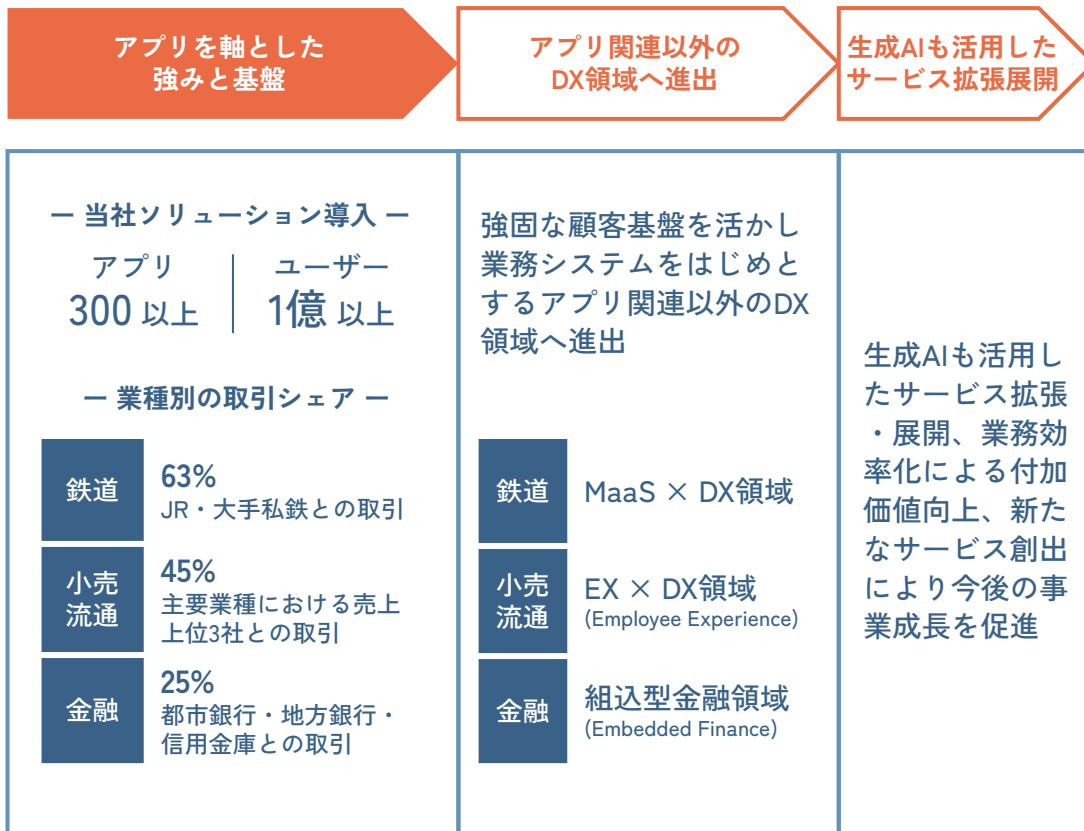 アプリを軸とした
強みと基盤
アプリ関連以外の
DX領域へ進出
生成AIも活用した
サービス拡張展開
ー 当社ソリューション導入 ー
アプリ
300 以上
ユーザー
1億 以上
ー 業種別の取引シェア ー
鉄道
63%
JR・大手私鉄との取引
小売
流通
45%
主要業種における売上
上位3社との取引
金融
25%
都市銀行・地方銀行・
信用金庫との取引
強固な顧客基盤を活かし
業務システムをはじめと
するアプリ関連以外のDX
領域へ進出
鉄道
MaaS × DX領域
小売
流通
EX × DX領域
(Employee Experience)
金融
組込型金融領域
(Embedded Finance)
生成AIも活用し
たサービス拡張
・展開、業務効
率化による付加
価値向上、新た
なサービス創出
により今後の事
業成長を促進